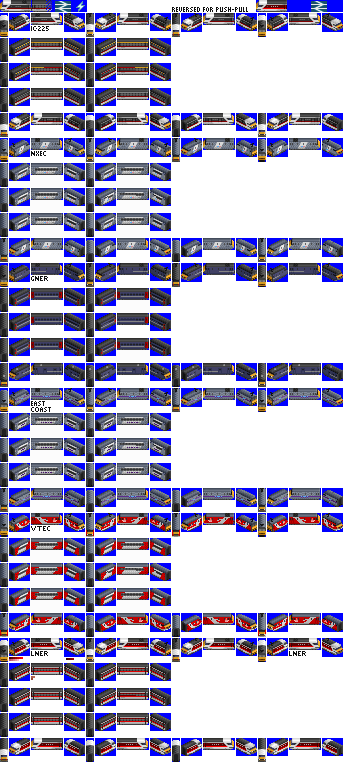 REVERSED FOR PUSH-PULL
IC225
NXEC
GNER
EAST
COAST
VTEC
LNER
LNER